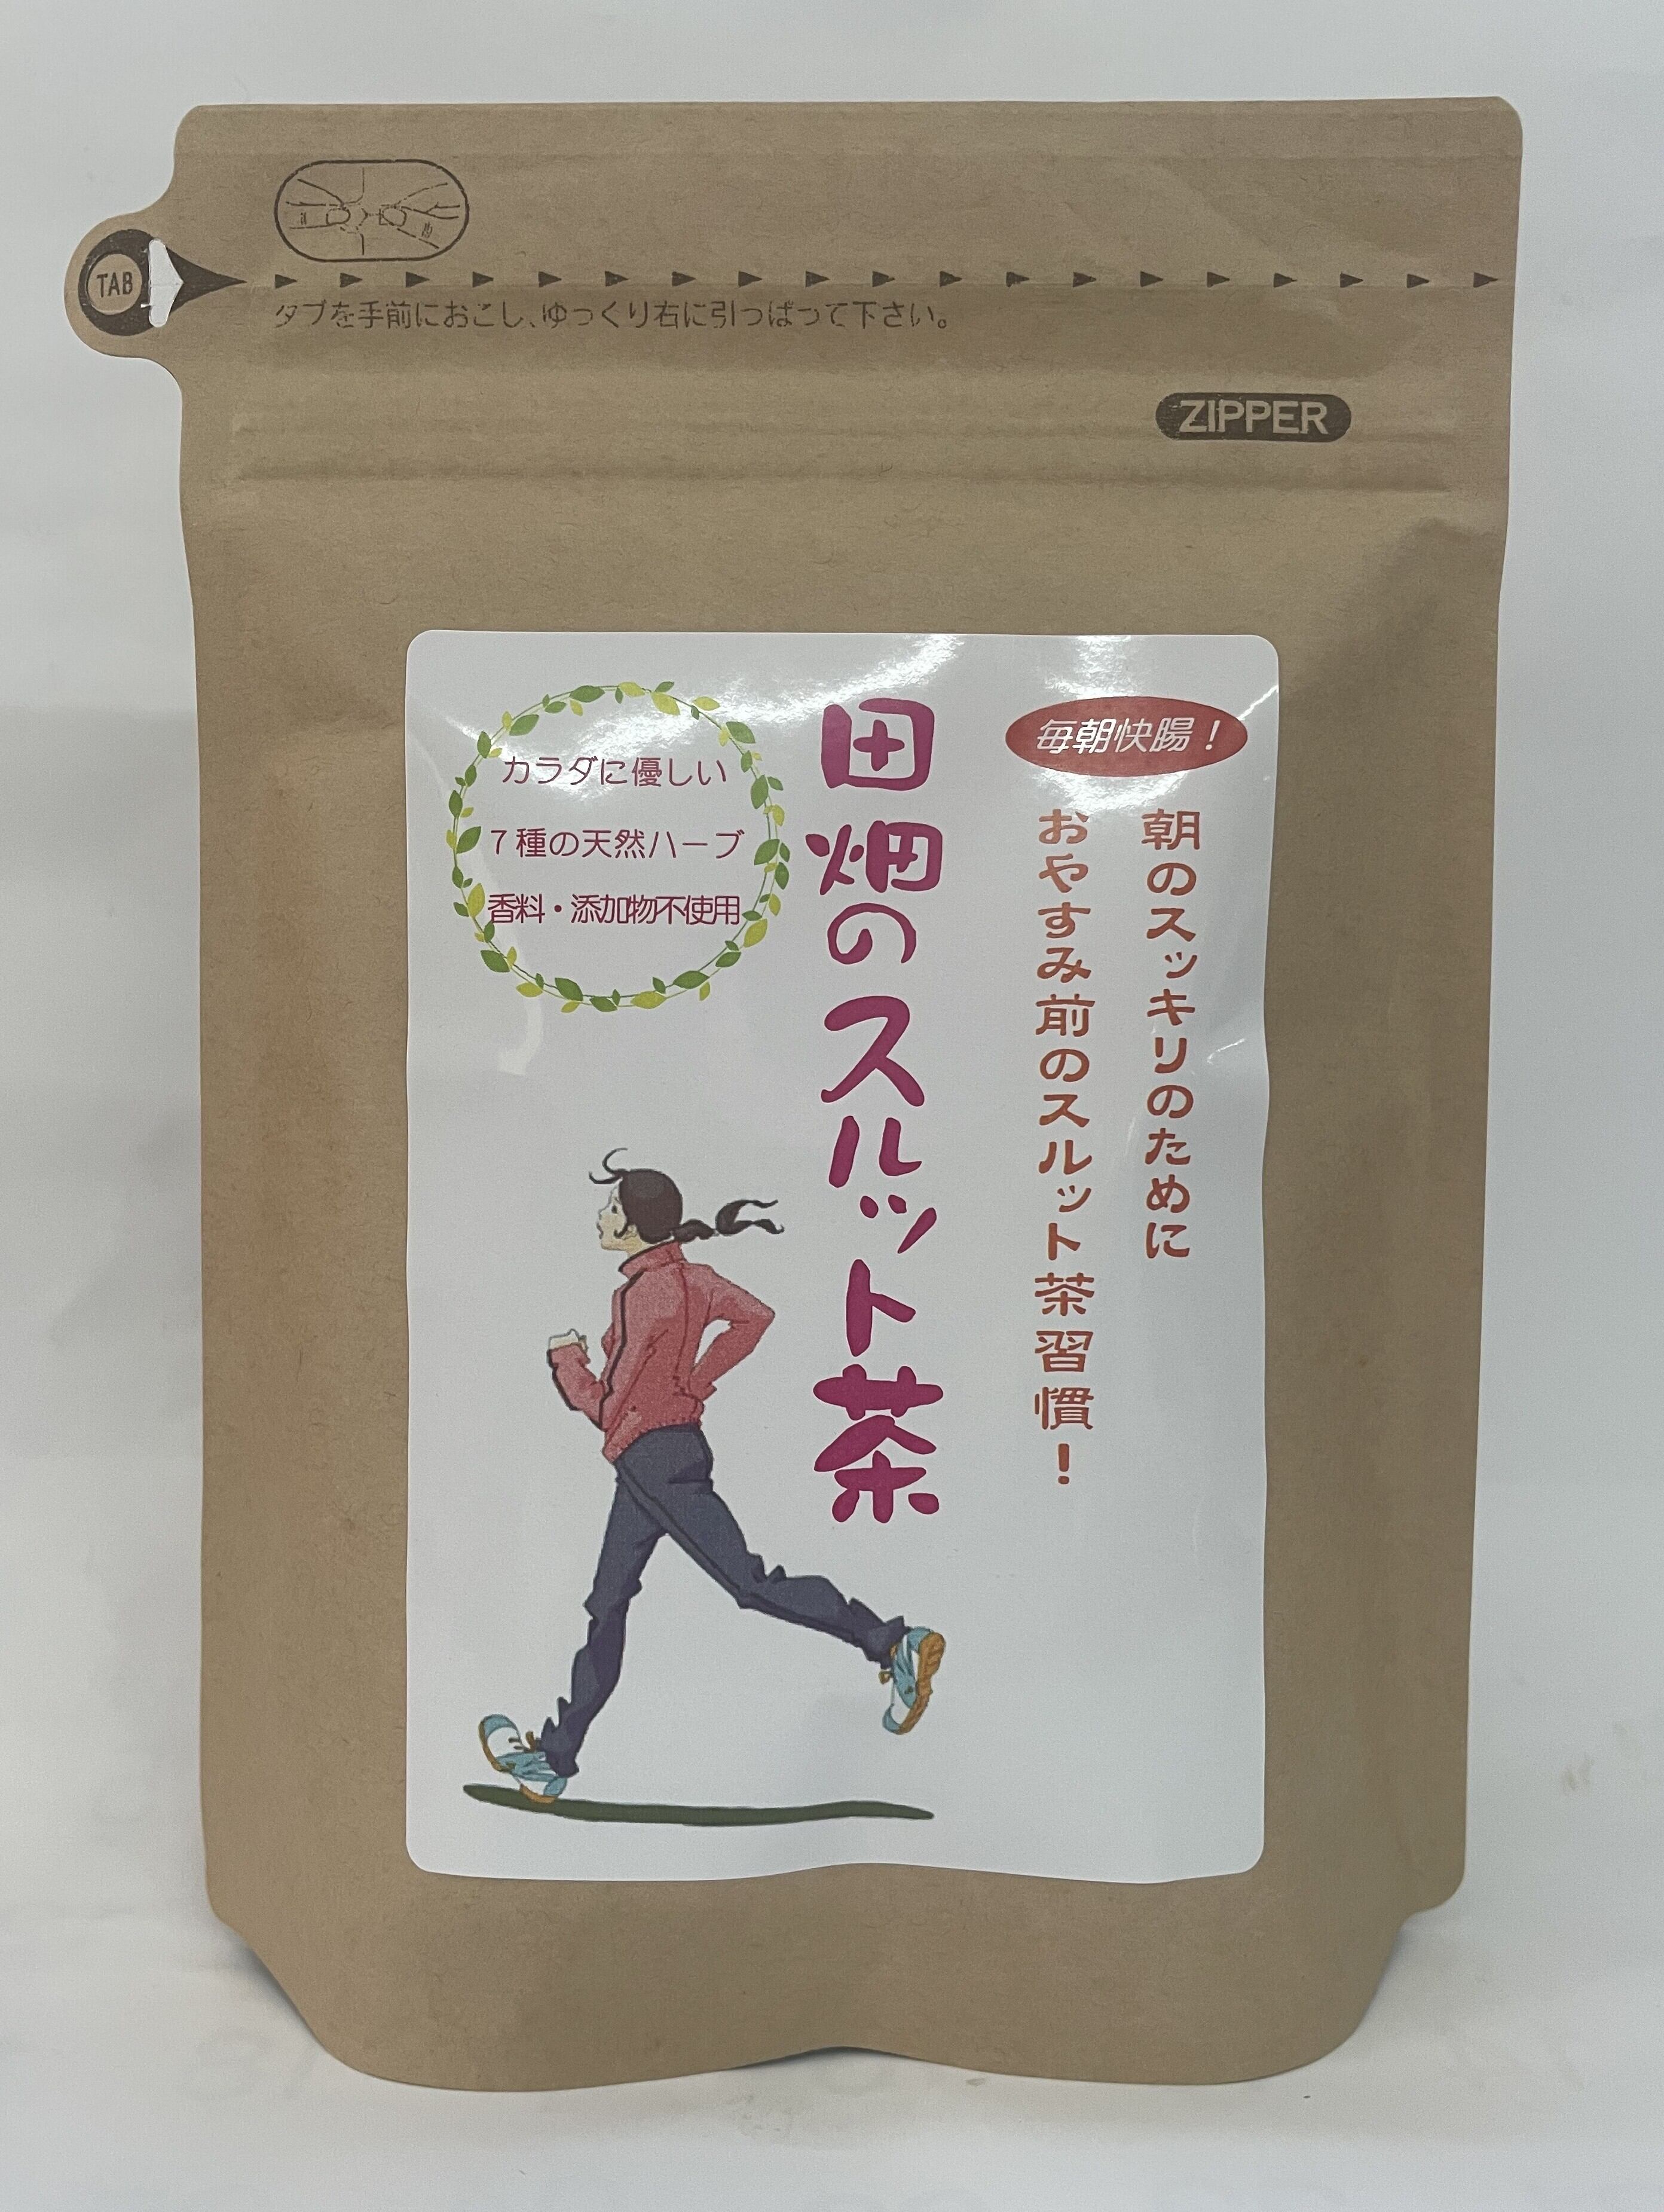 TAB
タブを手前におこし、ゆっくり右に引っぱって下さい。
ZIPPER
毎朝快腸！
朝のスッキリのために
おやすみ前のスルット茶習慣！
田畑のスルット茶
カラダに優しい
7種の天然ハーブ
香料・添加物不使用